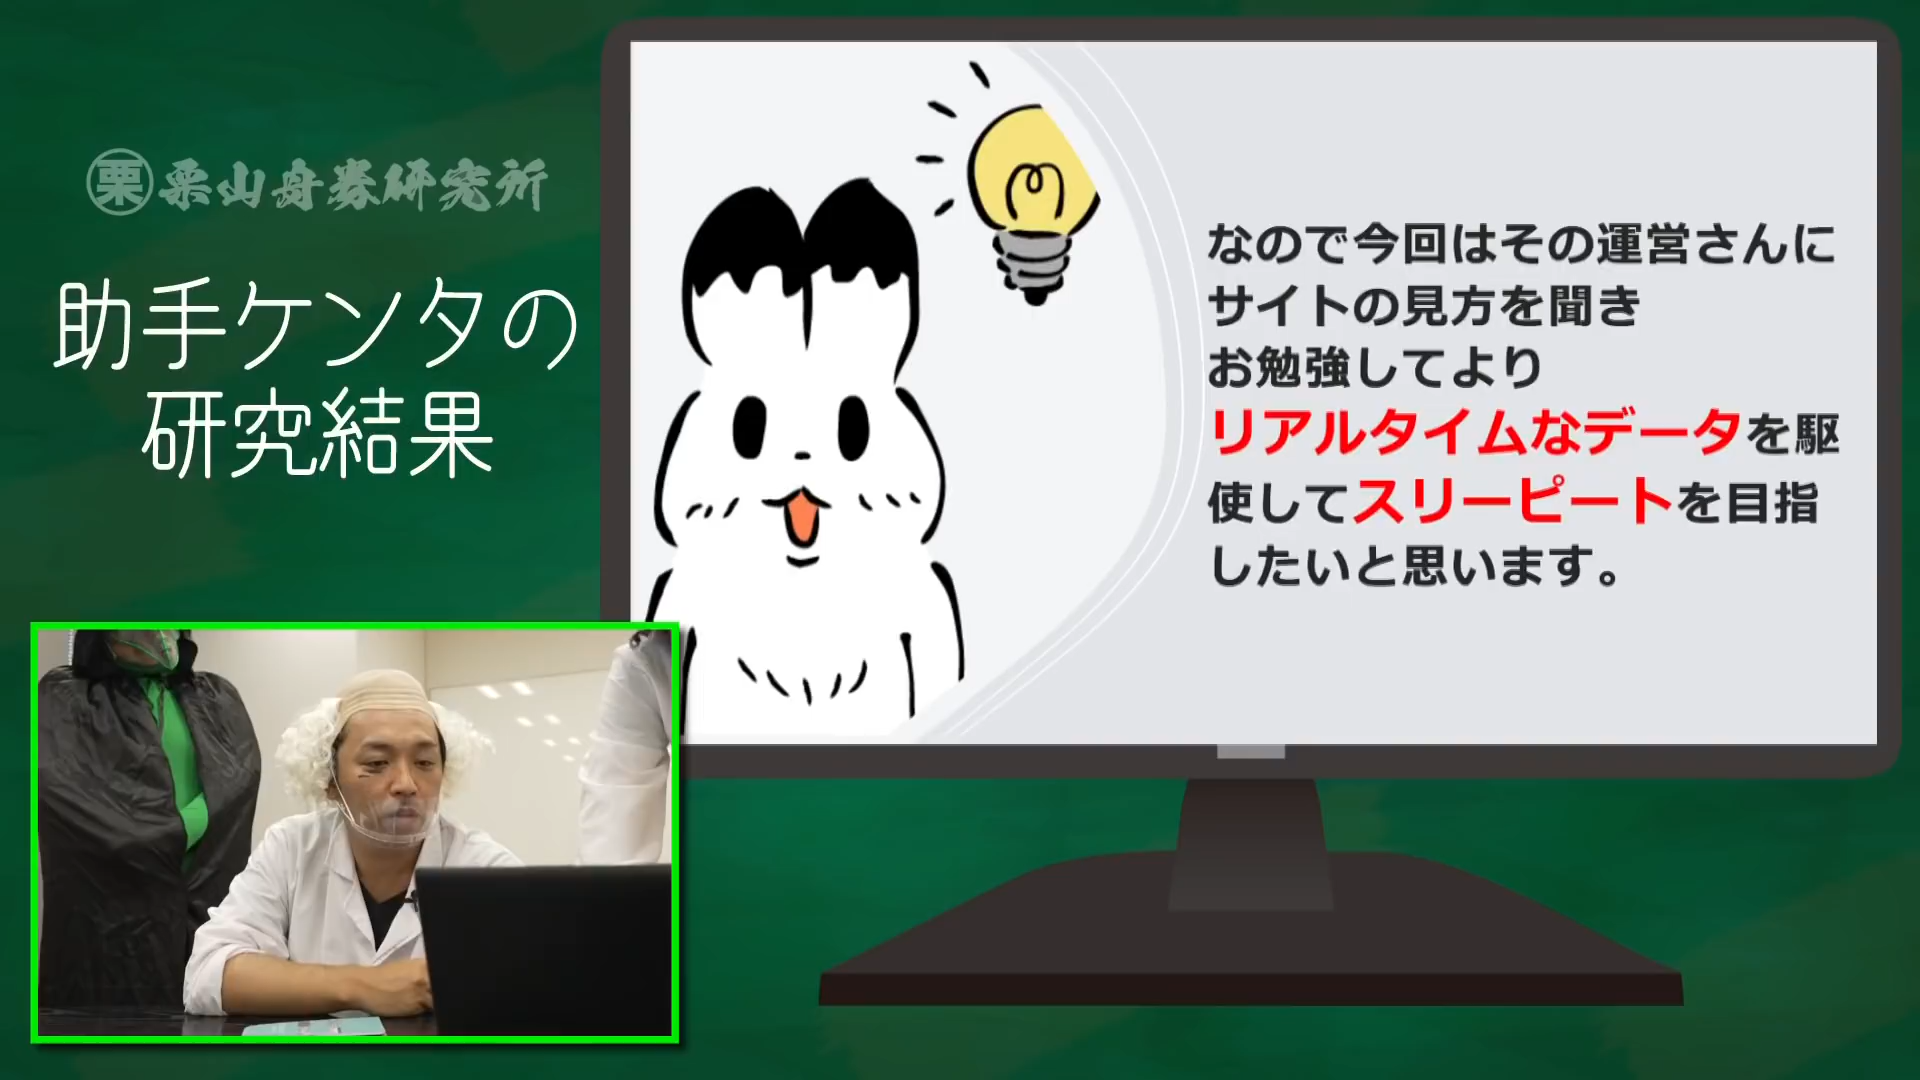 栗 栗山舟券研究所
助手ケンタの
研究結果
なので今回はその運営さんに
サイトの見方を聞き
お勉強してより
リアルタイムなデータを駆
使してスリーピートを目指
したいと思います。